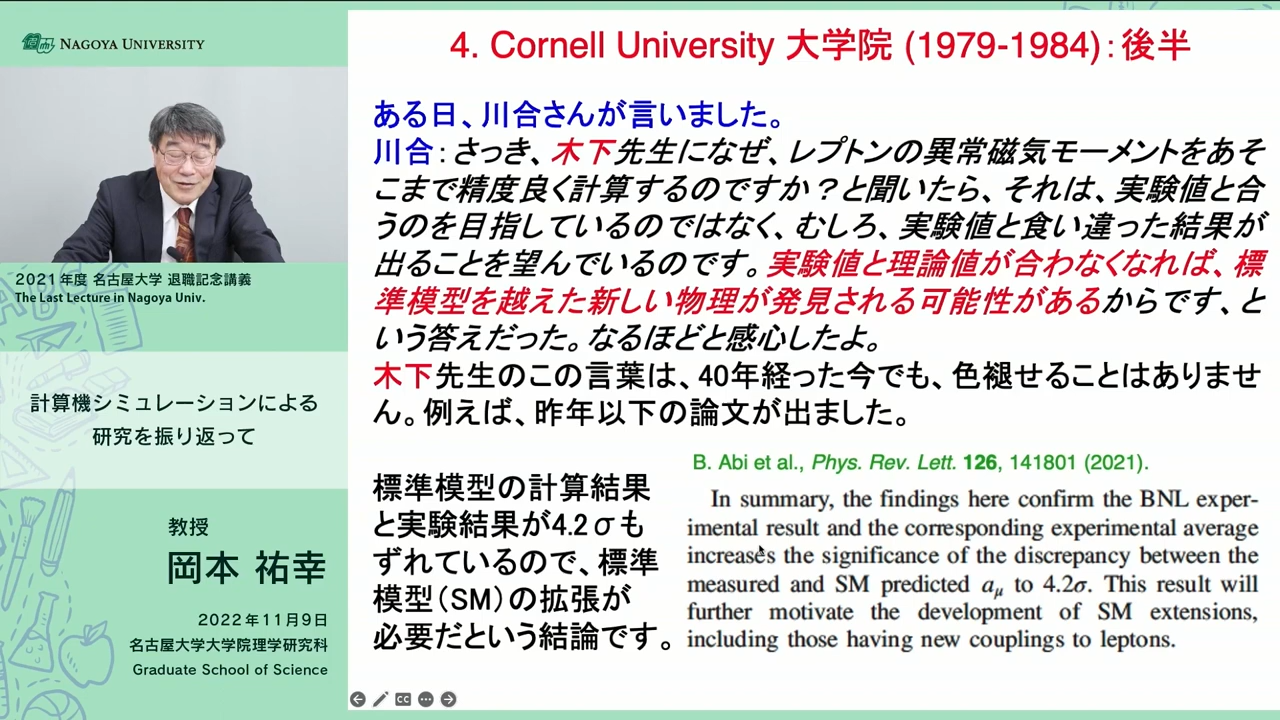 NAGOYA UNIVERSITY
2021年度 名古屋大学 退職記念講義
The Last Lecture in Nagoya Univ.
計算機シミュレーションによる
研究を振り返って
教授
岡本 祐幸
2022年11月9日
名古屋大学大学院理学研究科
Graduate School of Science
4. Cornell University 大学院 (1979-1984):後半
ある日、川合さんが言いました。
川合:さっき、木下先生になぜ、レプトンの異常磁気モーメントをあそ
こまで精度良く計算するのですか?と聞いたら、それは、実験値と合
うのを目指しているのではなく、むしろ、実験値と食い違った結果が
出ることを望んでいるのです。実験値と理論値が合わなくなれば、標
準模型を越えた新しい物理が発見される可能性があるからです、と
いう答えだった。なるほどと感心したよ。
木下先生のこの言葉は、40年経った今でも、色褪せることはありませ
ん。例えば、昨年以下の論文が出ました。
標準模型の計算結果
と実験結果が4.2σも
ずれているので、標準
模型(SM)の拡張が
必要だという結論です。
B. Abi et al., Phys. Rev. Lett. 126, 141801 (2021).
In summary, the findings here confirm the BNL exper-
imental result and the corresponding experimental average
increases the significance of the discrepancy between the
measured and SM predicted aμ to 4.2σ. This result will
further motivate the development of SM extensions,
including those having new couplings to leptons.
CC